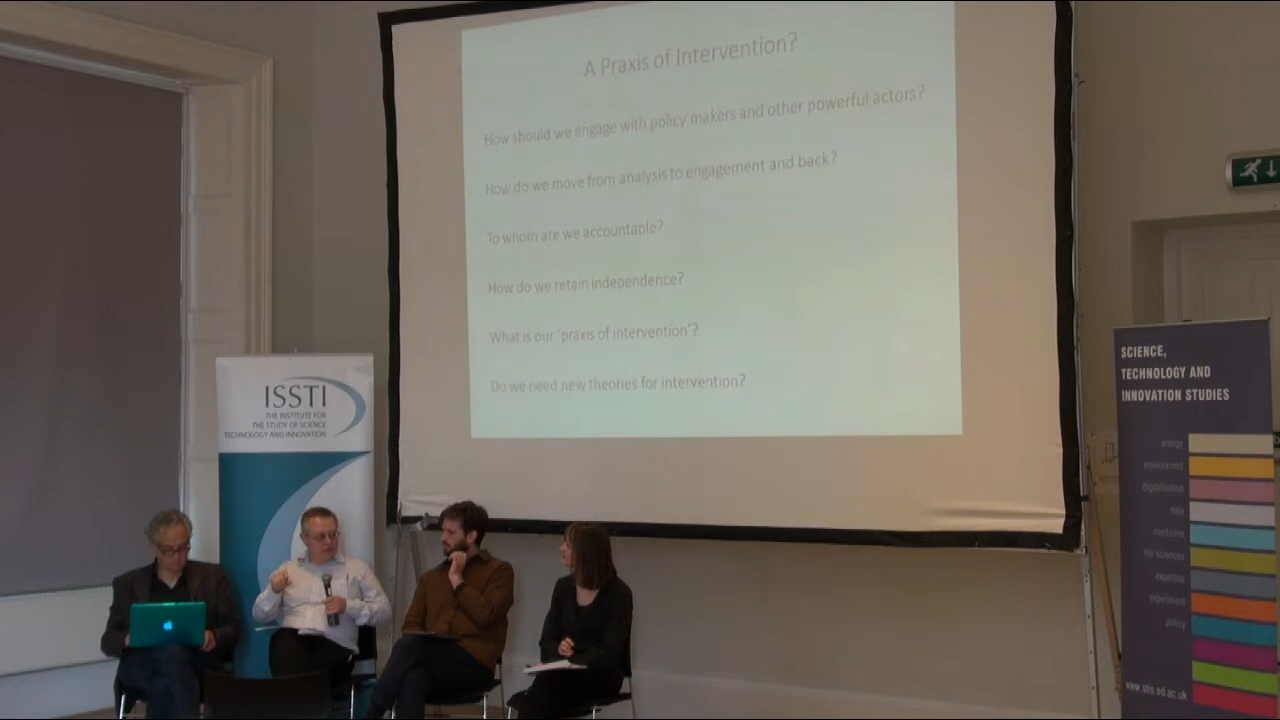 A Praxis of Intervention?
How should we engage with policy makers and other powerful actors?
How do we move from analysis to engagement and back?
To whom are we accountable?
How do we retain independence?
What is our 'praxis of intervention'?
Do we need new theories for intervention?
ISSTI
THE INSTITUTE FOR
THE STUDY OF SCIENCE
TECHNOLOGY AND INNOVATION
SCIENCE,
TECHNOLOGY AND
INNOVATION STUDIES
energy
environment
digitalisation
data
medicine
life sciences
expertise
experiment
policy
www.stis.ed.ac.uk